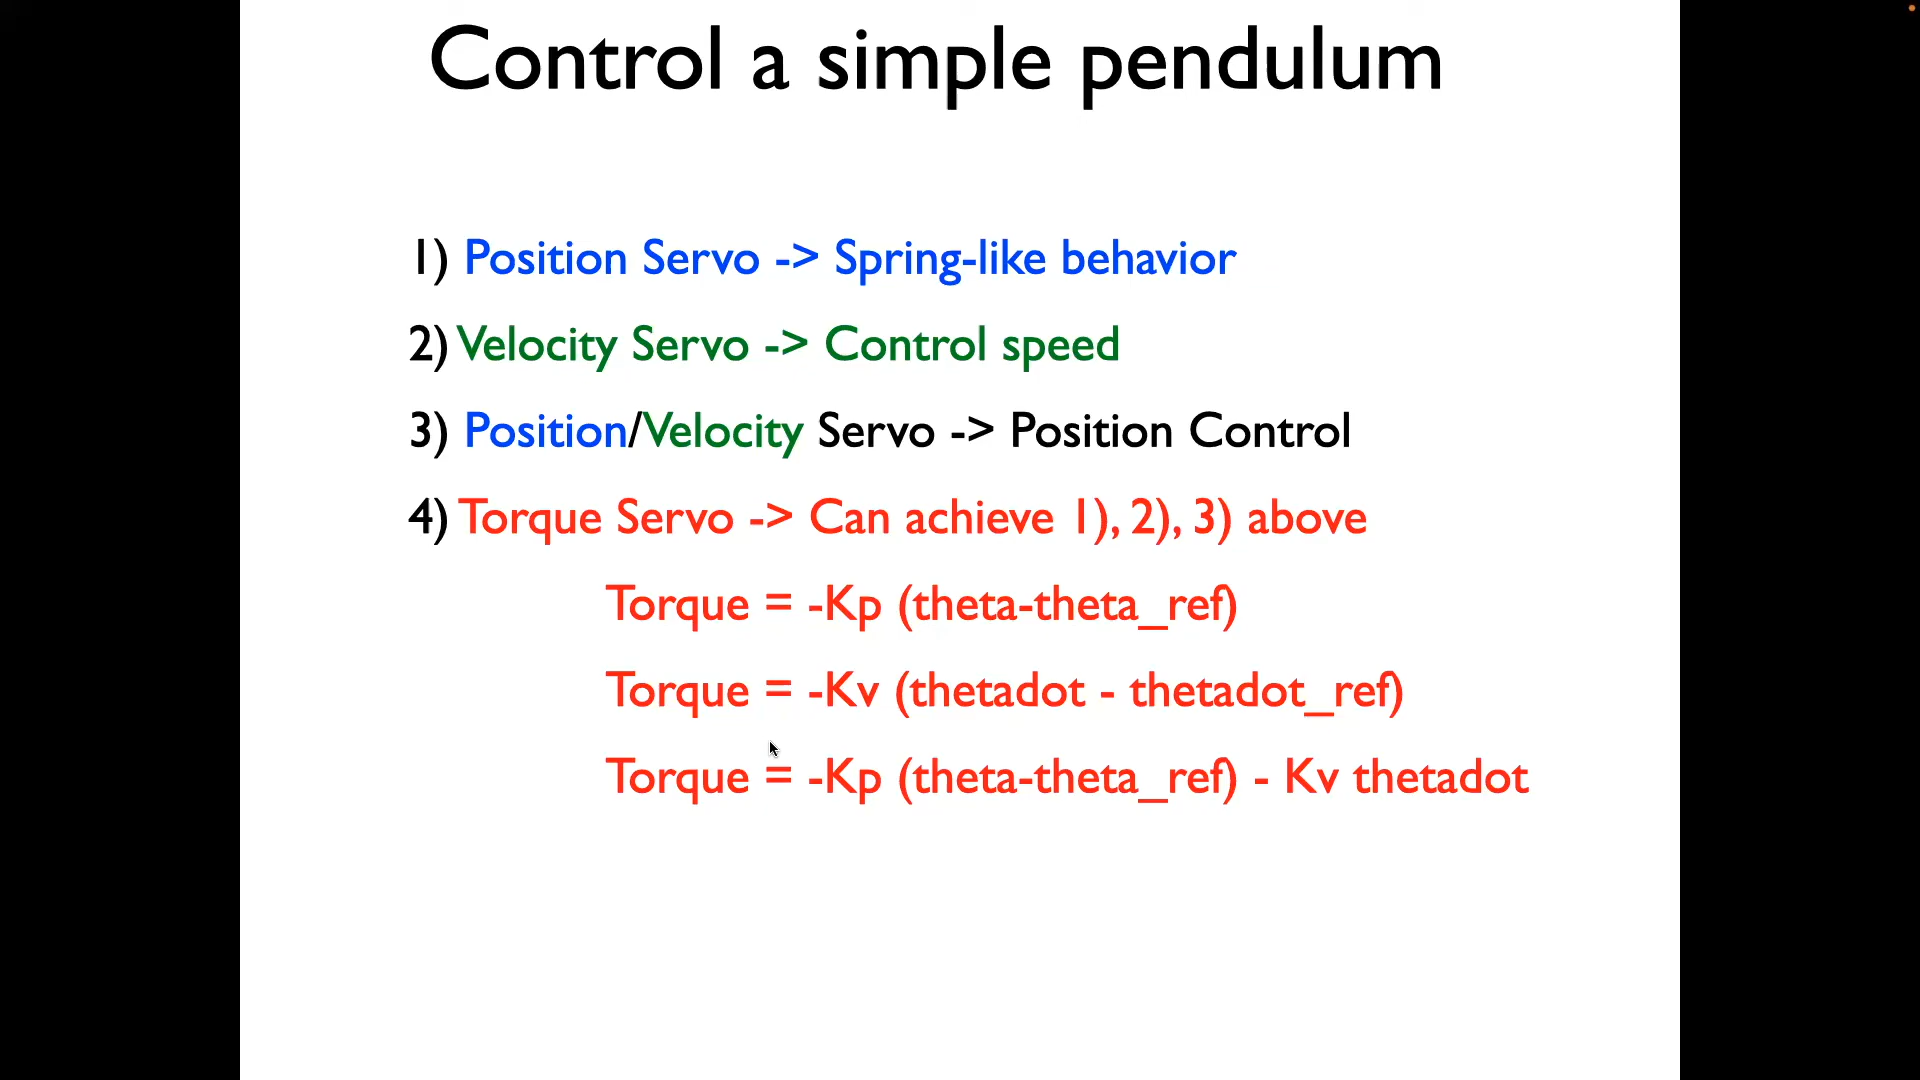 Control a simple pendulum
1) Position Servo -> Spring-like behavior
2) Velocity Servo -> Control speed
3) Position/Velocity Servo -> Position Control
4) Torque Servo -> Can achieve 1), 2), 3) above
Torque = -Kp (theta-theta_ref)
Torque = -Kv (thetadot - thetadot_ref)
Torque = -Kp (theta-theta_ref) - Kv thetadot